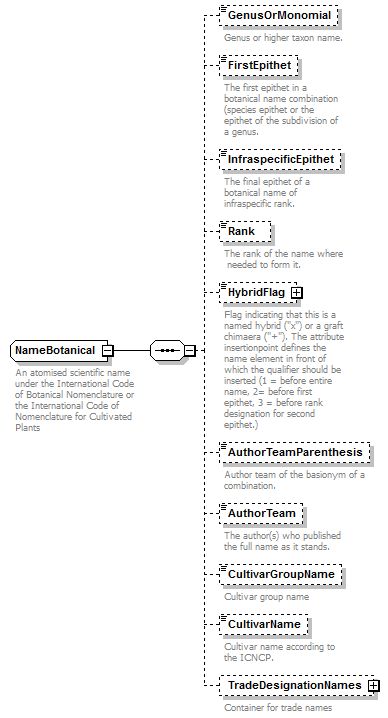 GenusOrMonomial
Genus or higher taxon name.
FirstEpithet
The first epithet in a
botanical name combination
(species epithet or the
epithet of the subdivision of
a genus.
InfraspecificEpithet
The final epithet of a
botanical name of
infraspecific rank.
Rank
The rank of the name where
needed to form it.
HybridFlag
Flag indicating that this is a
named hybrid ("x") or a graft
chimaera ("+"). The attribute
insertionpoint defines the
name element in front of
which the qualifier should be
inserted (1 = before entire
name, 2= before first
epithet, 3 = before rank
designation for second
epithet.)
NameBotanical
An atomised scientific name
under the International Code
of Botanical Nomenclature or
the International Code of
Nomenclature for Cultivated
Plants
AuthorTeamParenthesis
Author team of the basionym of a
combination.
AuthorTeam
The author(s) who published
the full name as it stands.
CultivarGroupName
Cultivar group name
CultivarName
Cultivar name according to
the ICNCP.
TradeDesignationNames
Container for trade names